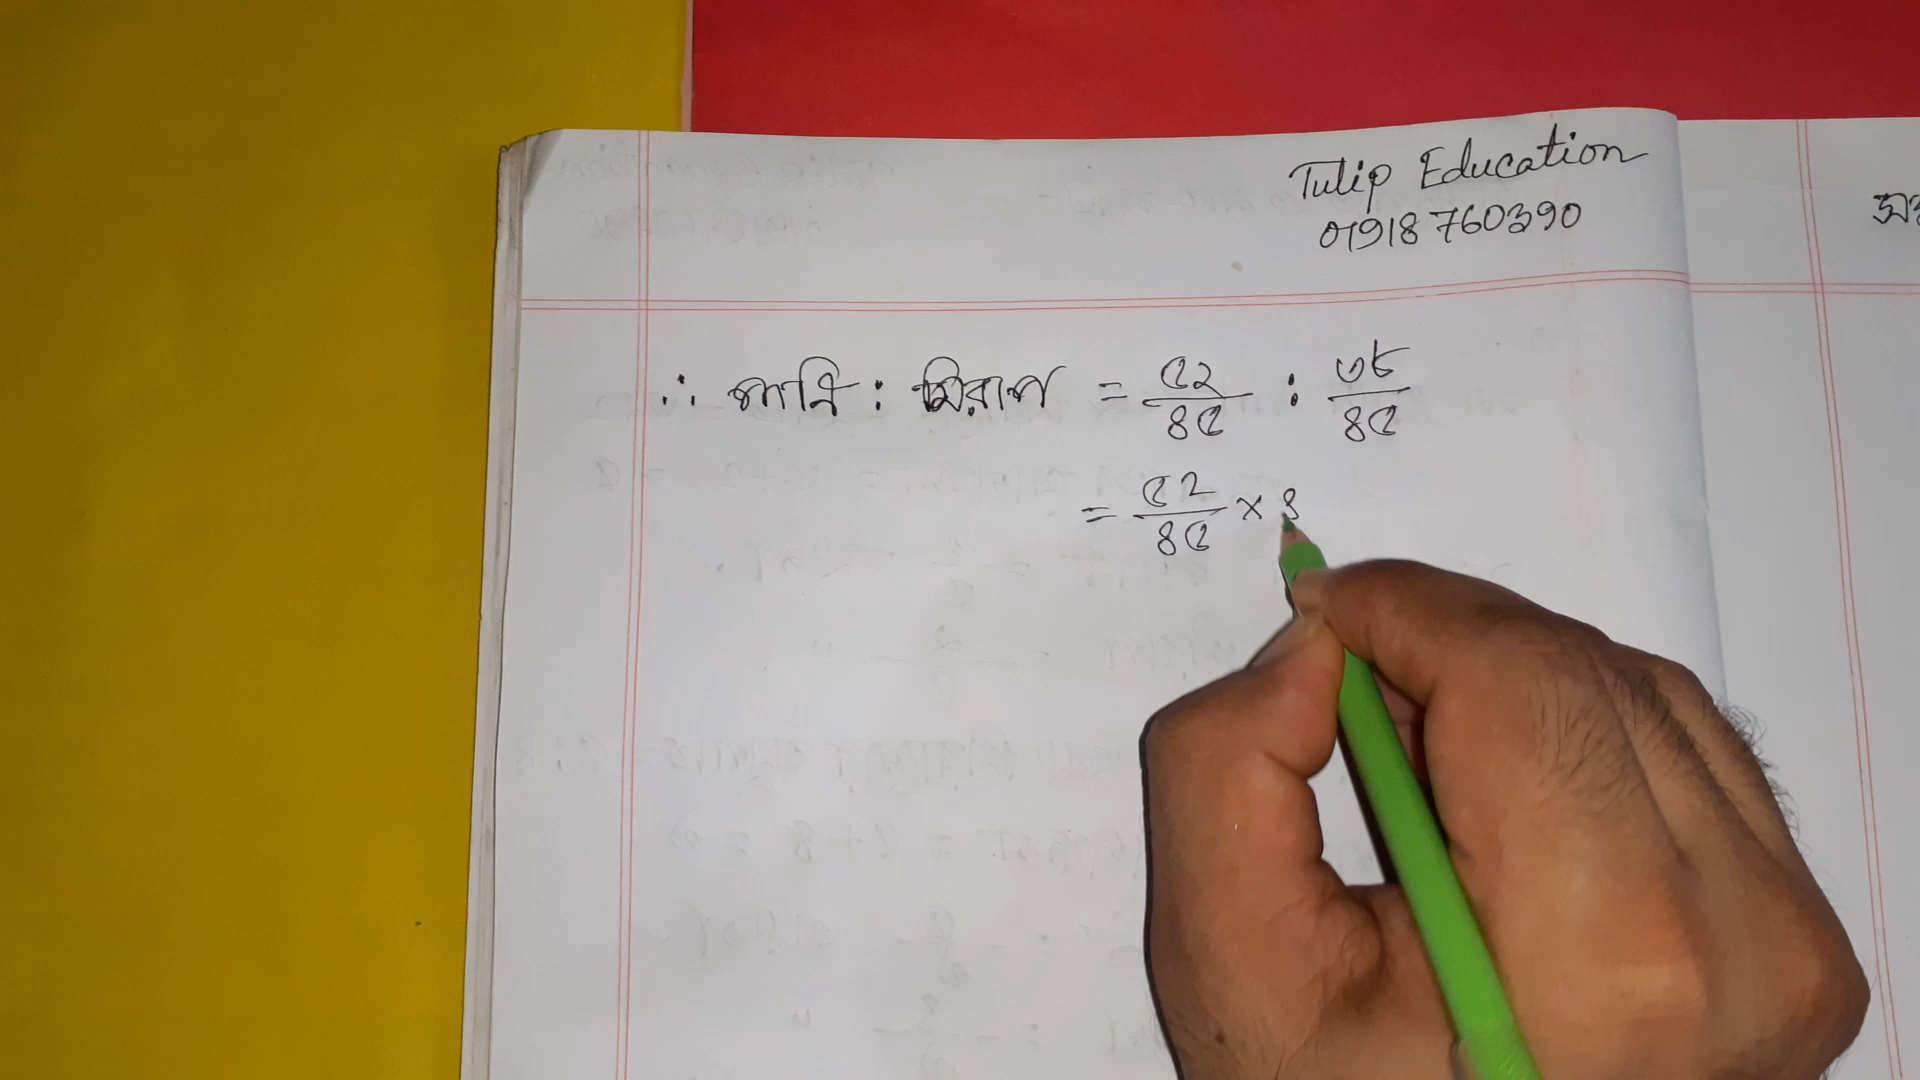 Tulip Education
01918760390
∴ পানি : সিরাপ = ৫২/৪৫ : ৩৮/৪৫
= ৫২/৪৫ × ৪